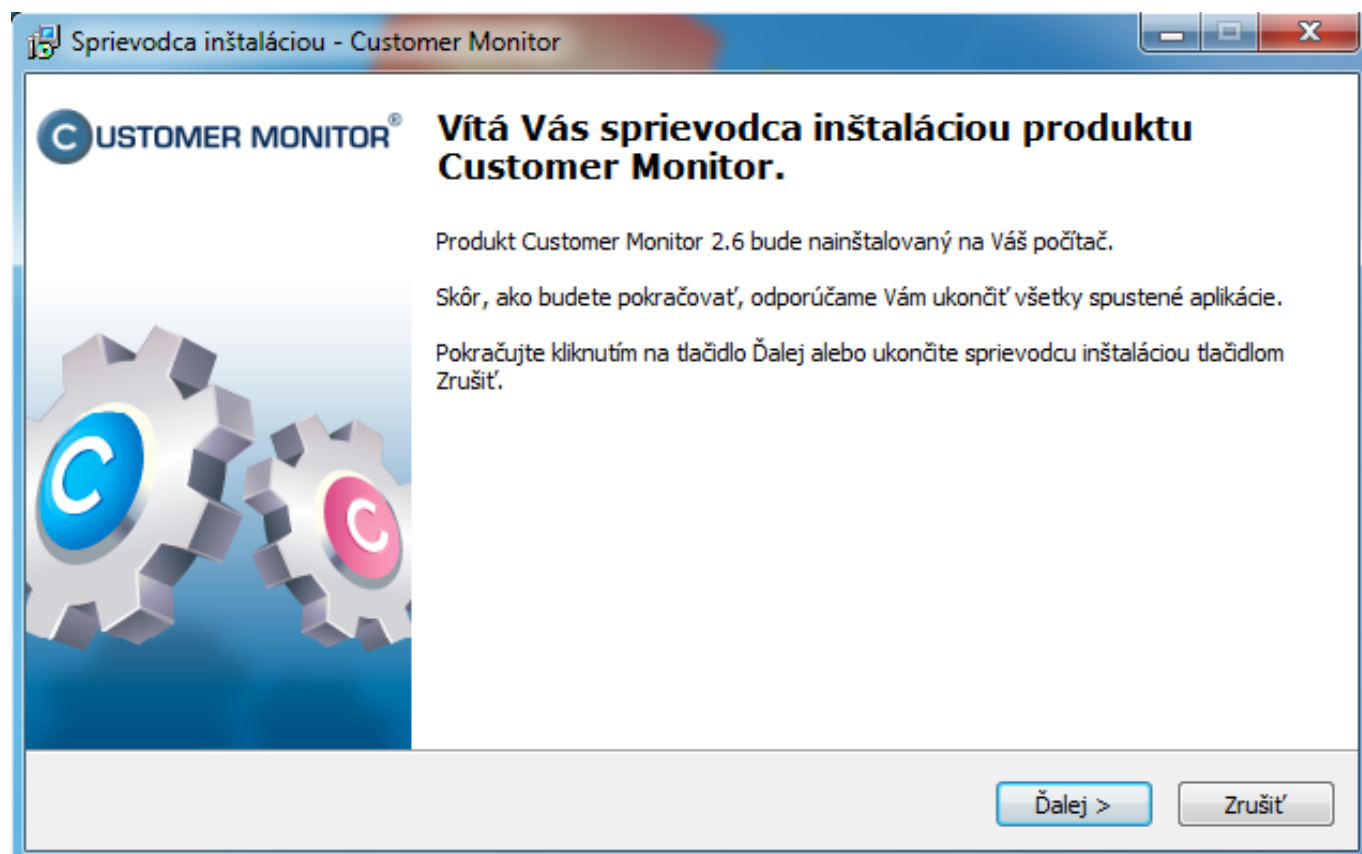 Sprievodca inštaláciou - Customer Monitor
CUSTOMER MONITOR®
Vítá Vás sprievodca inštaláciou produktu
Customer Monitor.
Produkt Customer Monitor 2.6 bude nainštalovaný na Váš počítač.
Skôr, ako budete pokračovať, odporúčame Vám ukončiť všetky spustené aplikácie.
Pokračujte kliknutím na tlačidlo Ďalej alebo ukončite sprievodcu inštaláciou tlačidlom
Zrušiť.
C
C
Ďalej >
Zrušiť